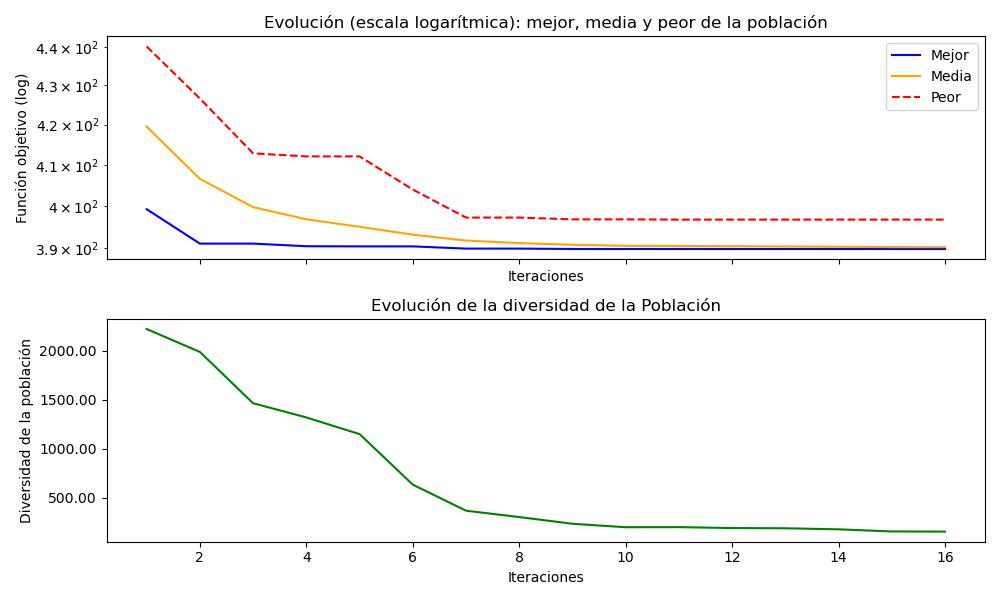 Evolución (escala logarítmica): mejor, media y peor de la población
Función objetivo (log)
4.4 × 10²
4.3 × 10²
4.2 × 10²
4.1 × 10²
4 × 10²
3.9 × 10²
Mejor
Media
Peor
Iteraciones
Evolución de la diversidad de la Población
Diversidad de la población
2000.00
1500.00
1000.00
500.00
2 4 6 8 10 12 14 16
Iteraciones